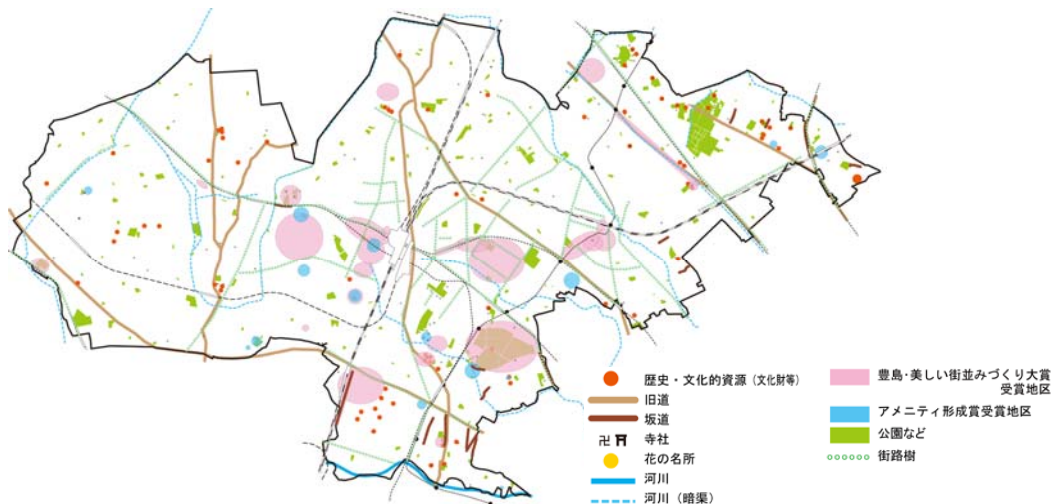 歴史・文化的資源（文化財等）
旧道
坂道
寺社
花の名所
河川
河川（暗渠）
豊島・美しい街並みづくり大賞
受賞地区
アメニティ形成賞受賞地区
公園など
街路樹